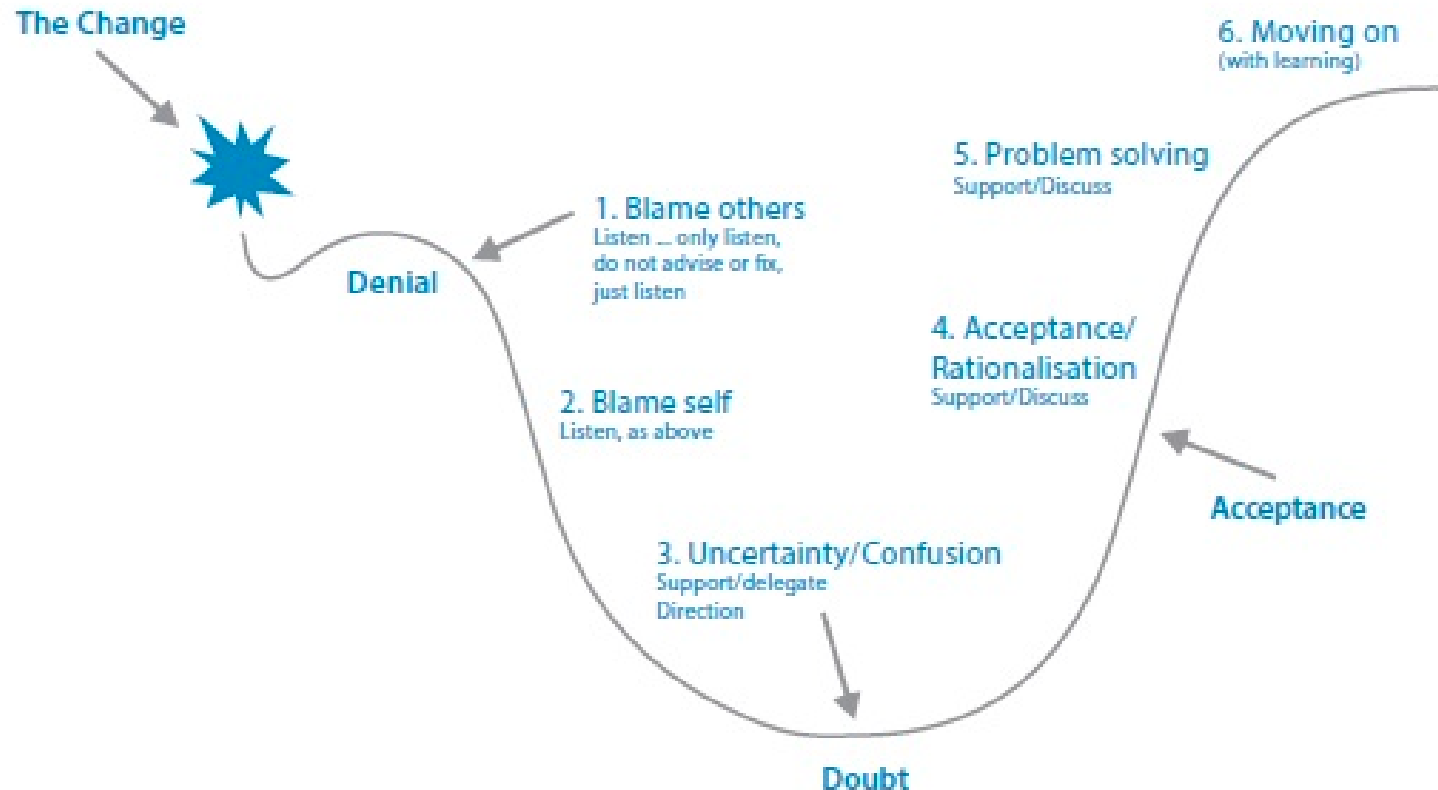 The Change
Denial
1. Blame others
Listen ... only listen,
do not advise or fix,
just listen
2. Blame self
Listen, as above
3. Uncertainty/Confusion
Support/delegate
Direction
Doubt
4. Acceptance/
Rationalisation
Support/Discuss
Acceptance
5. Problem solving
Support/Discuss
6. Moving on
(with learning)